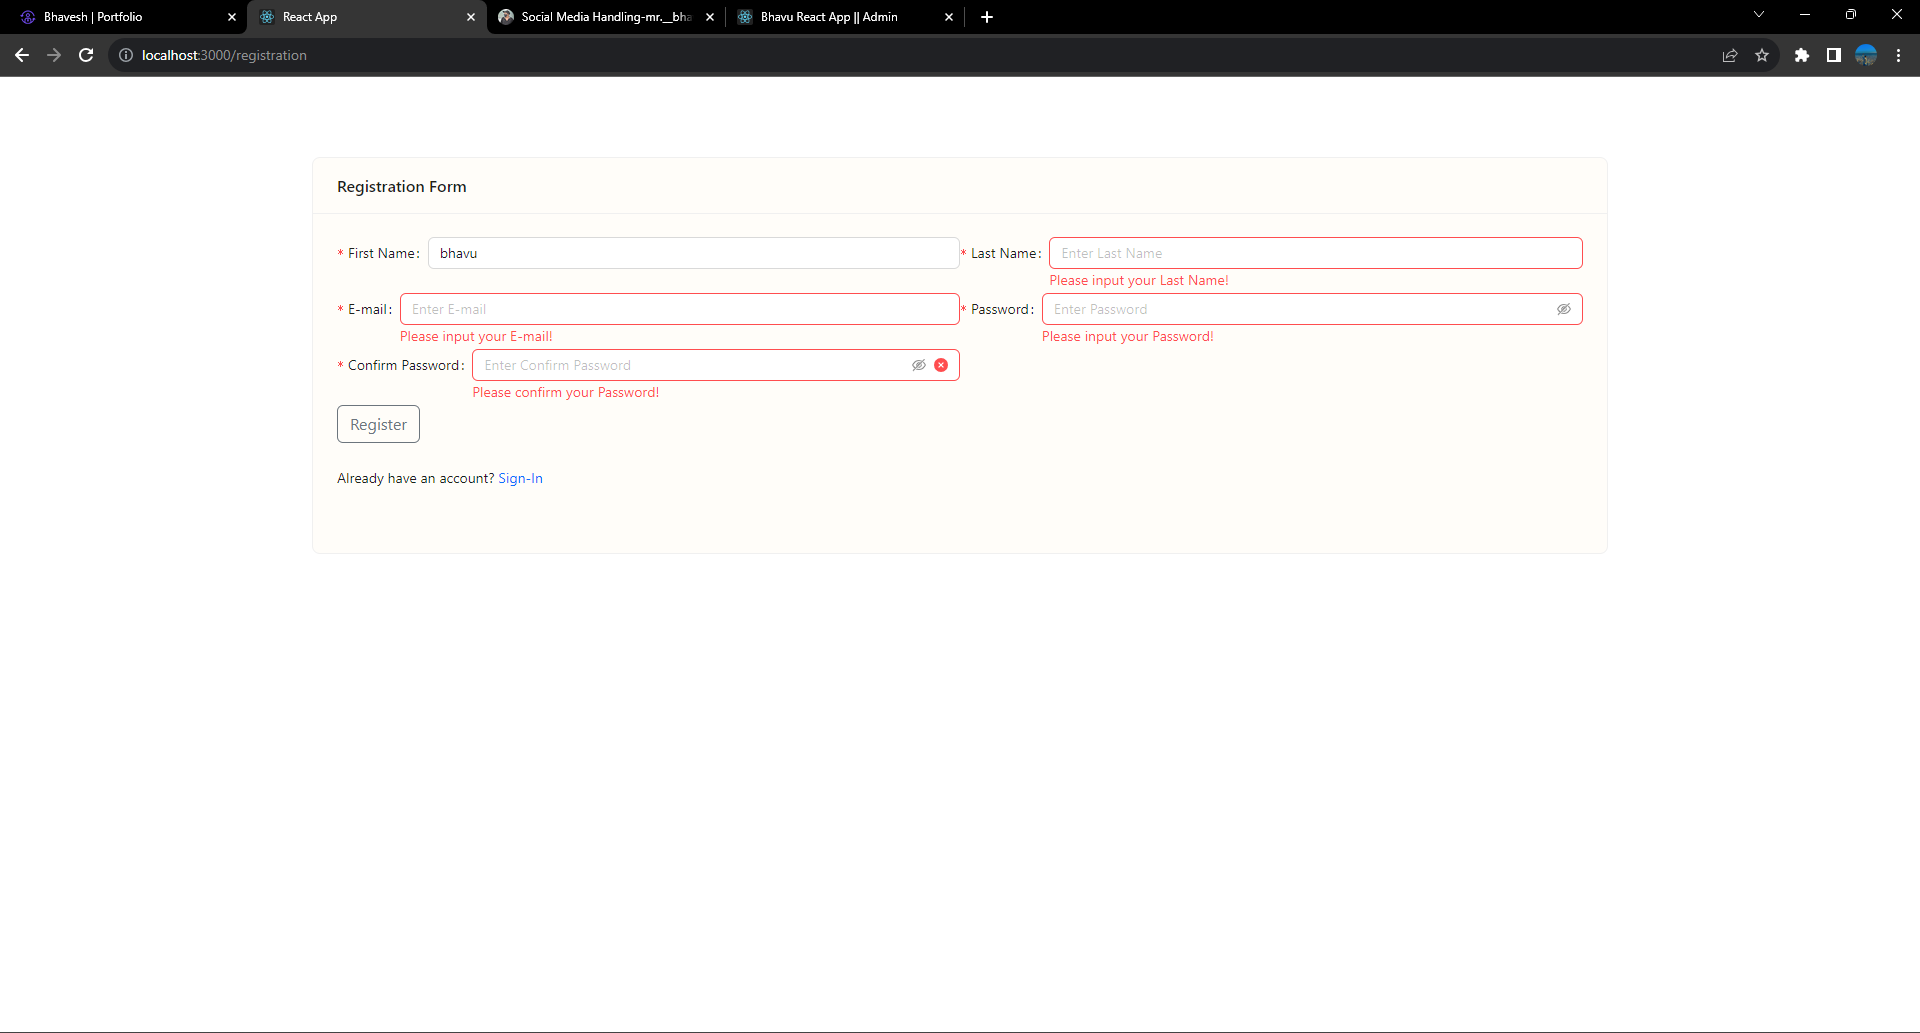 Bhavesh | Portfolio
React App
Social Media Handling-mr.__bha
Bhavu React App || Admin
localhost:3000/registration
Registration Form
* First Name: bhavu
* Last Name: Enter Last Name
Please input your Last Name!
* E-mail: Enter E-mail
* Password: Enter Password
Please input your E-mail!
Please input your Password!
* Confirm Password: Enter Confirm Password
Please confirm your Password!
Register
Already have an account? Sign-In